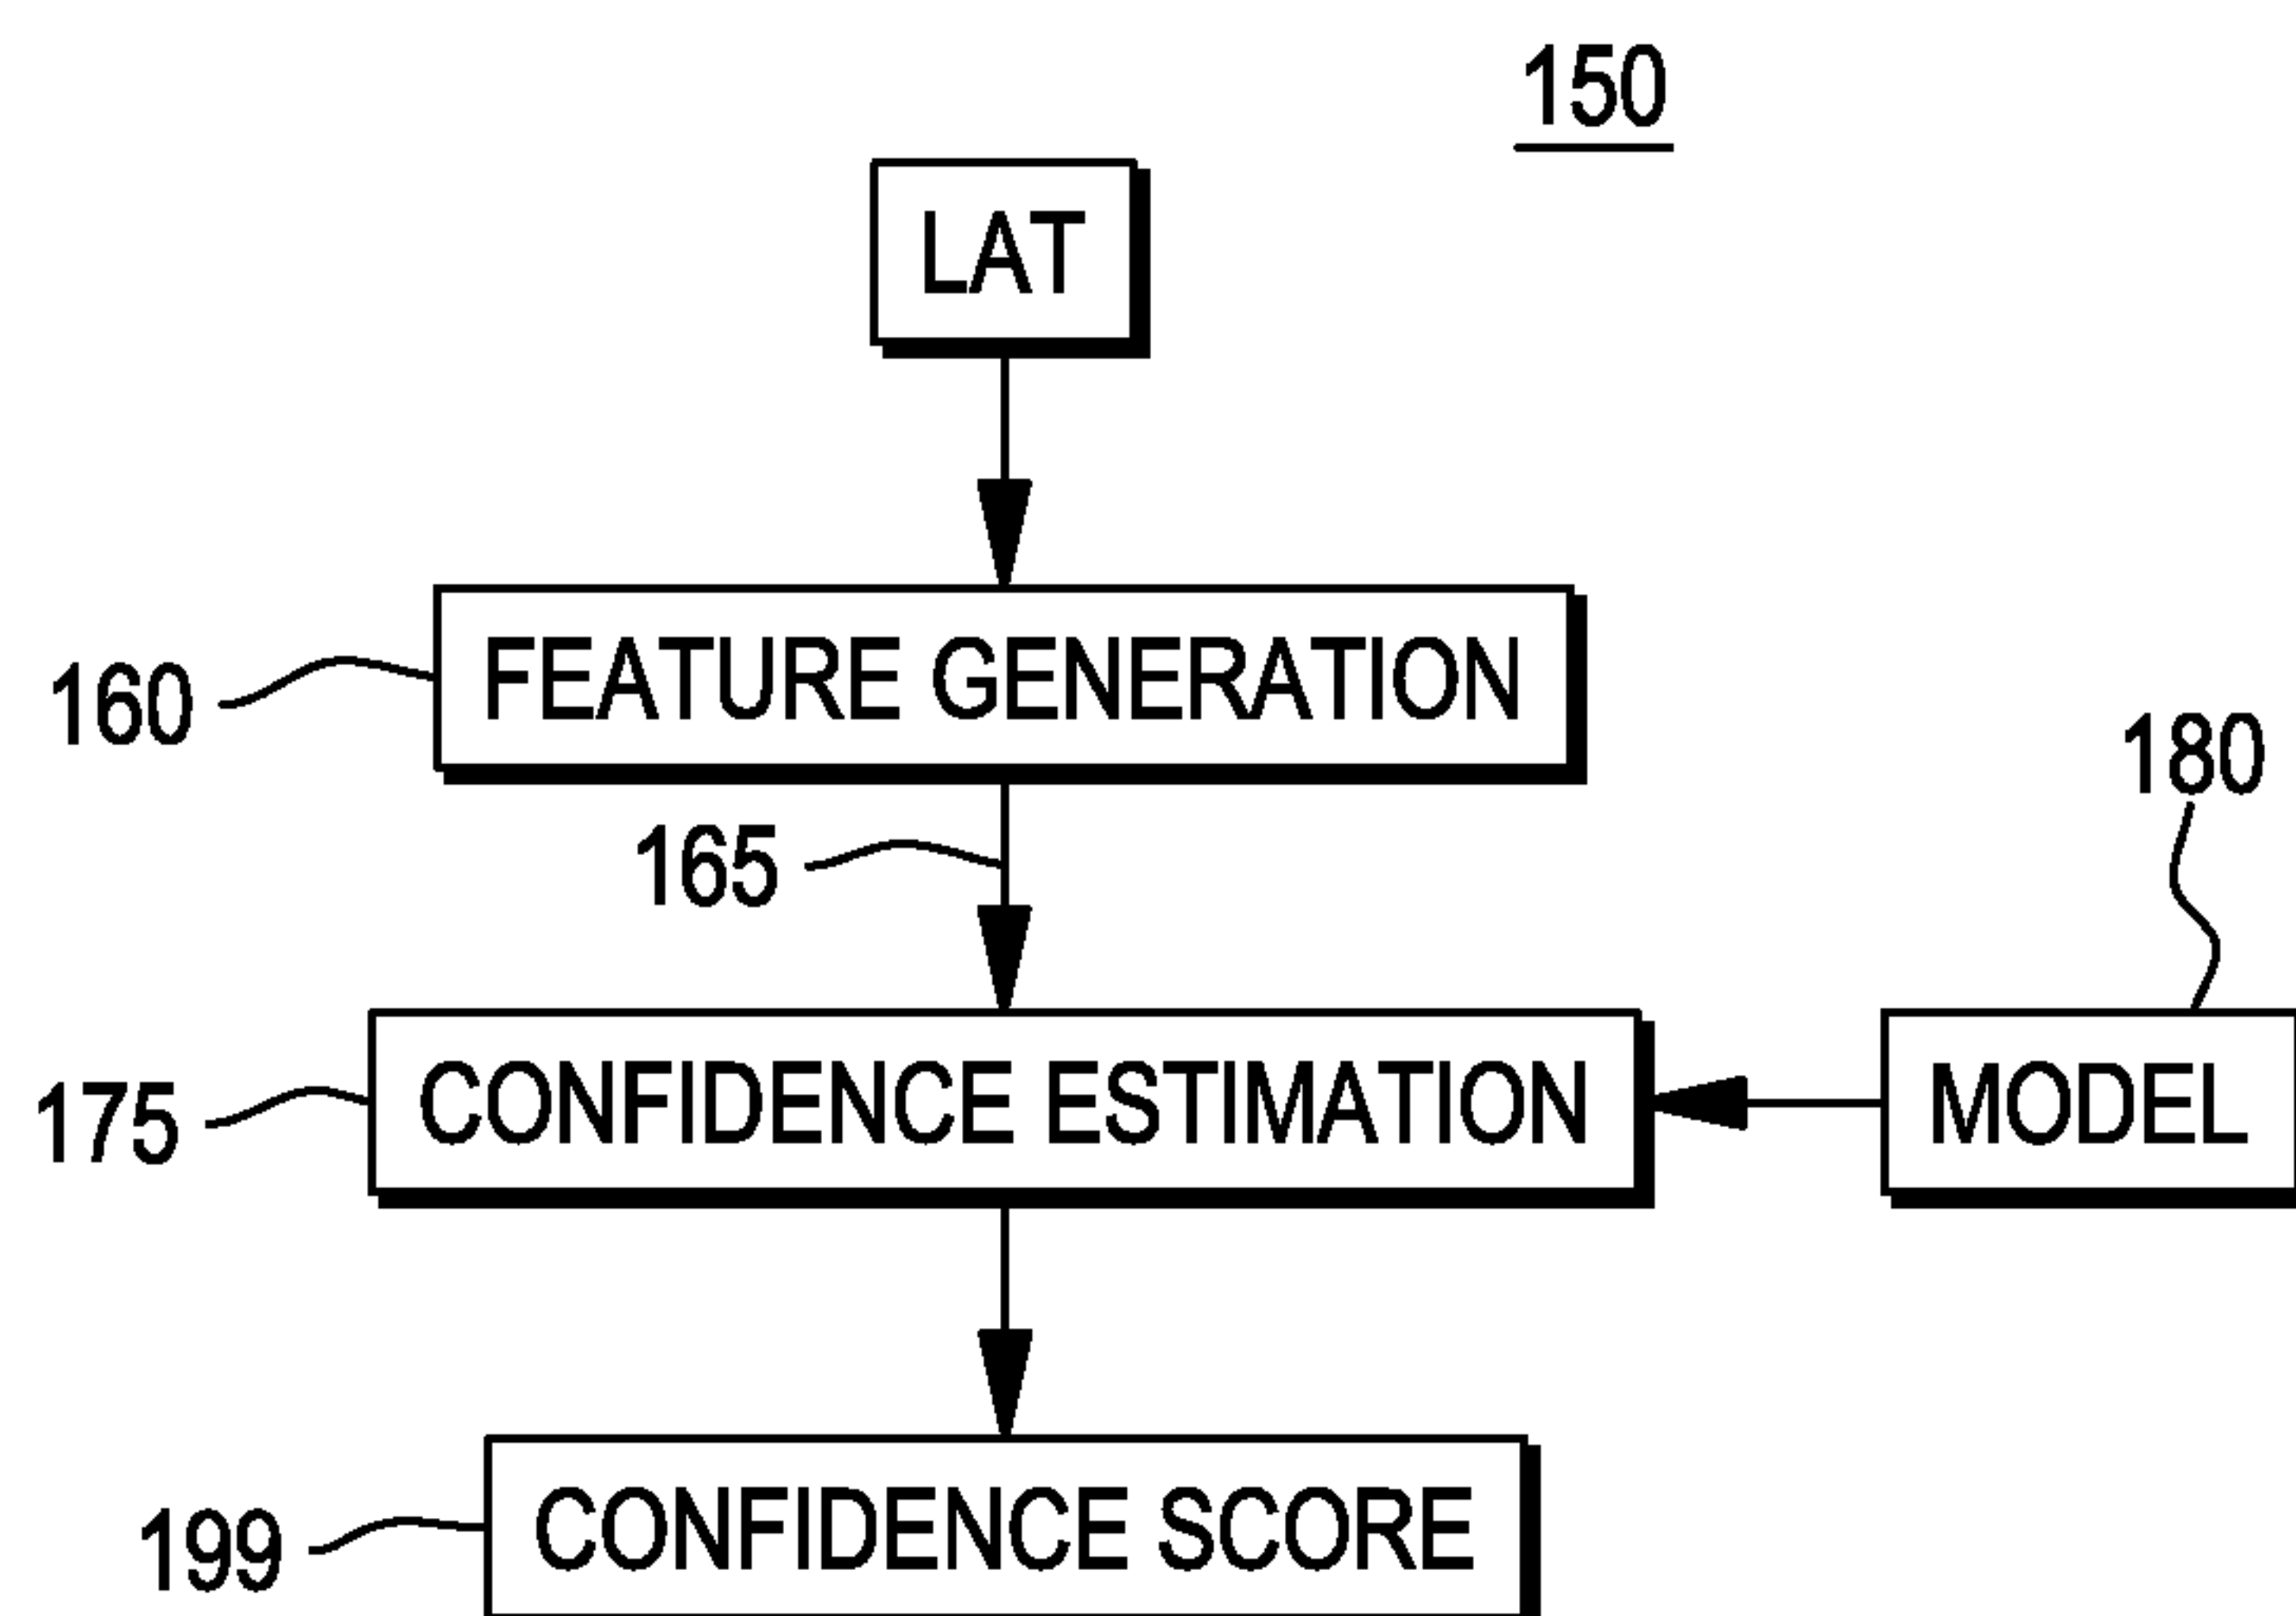 150
LAT
160
FEATURE GENERATION
180
165
175
CONFIDENCE ESTIMATION
MODEL
199
CONFIDENCE SCORE